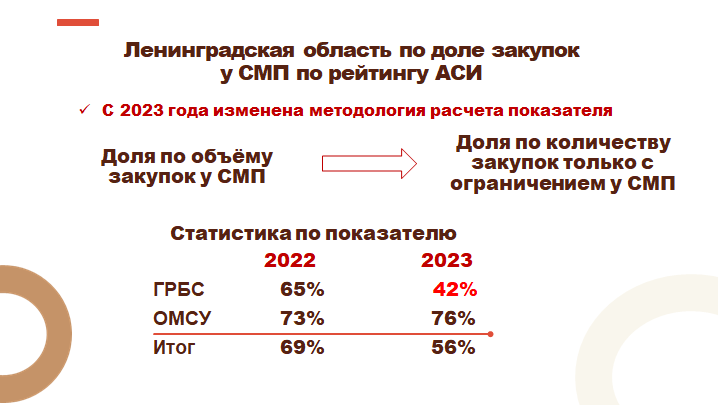 Ленинградская область по доле закупок
у СМП по рейтингу АСИ
✓ С 2023 года изменена методология расчета показателя
Доля по объёму
закупок у СМП
Доля по количеству
закупок только с
ограничением у СМП
Статистика по показателю
2022 2023
ГРБС 65% 42%
ОМСУ 73% 76%
Итог 69% 56%